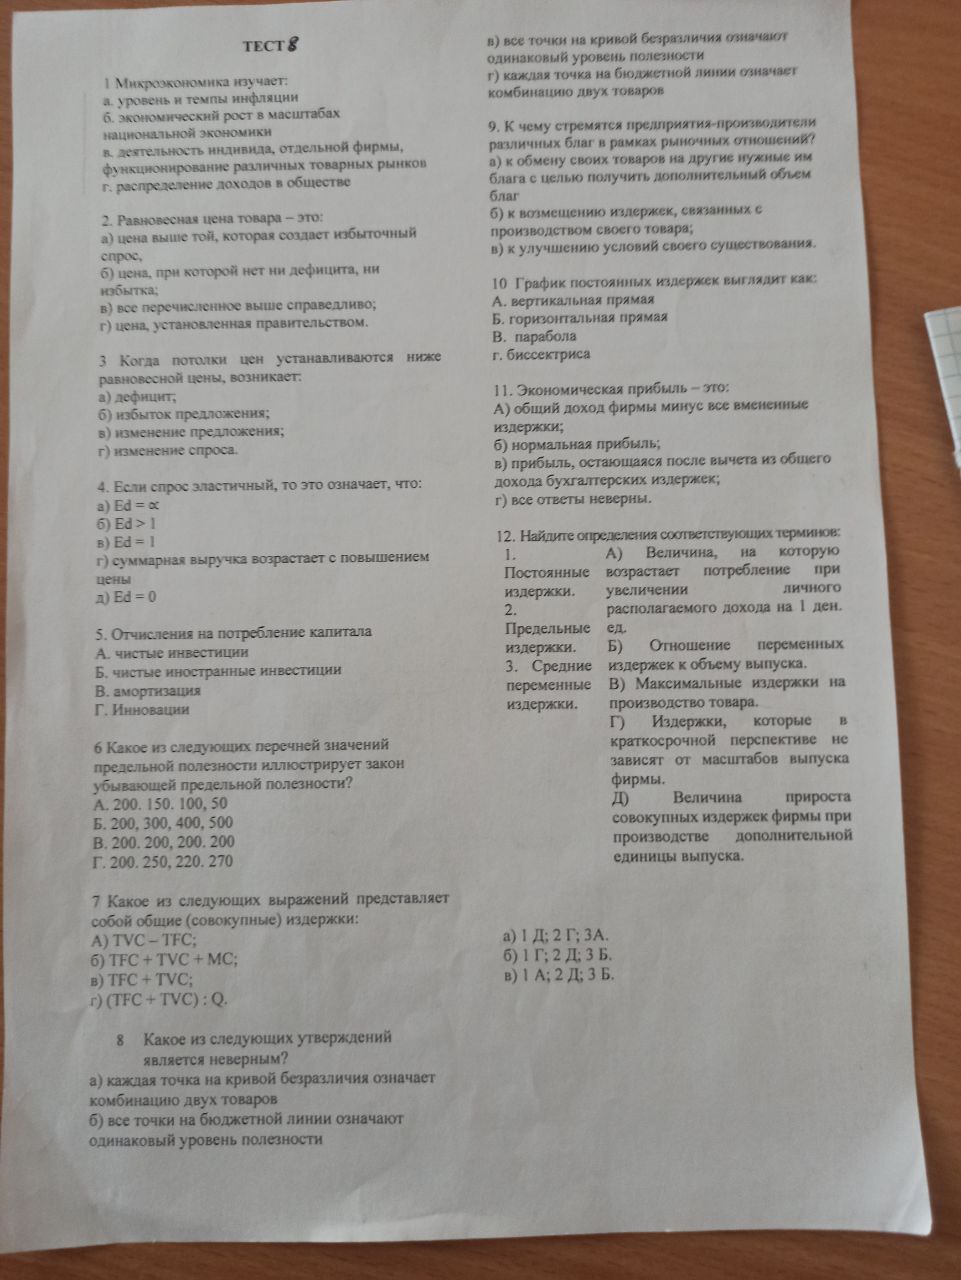 ТЕСТ 8
1 Микроэкономика изучает:
а. уровень и темпы инфляции
б. экономический рост в масштабах
национальной экономики
в. деятельность индивида, отдельной фирмы,
функционирование различных товарных рынков
г. распределение доходов в обществе
2. Равновесная цена товара – это:
а) цена выше той, которая создает избыточный
спрос,
б) цена, при которой нет ни дефицита, ни
избытка;
в) все перечисленное выше справедливо;
г) цена, установленная правительством.
3 Когда потолки цен устанавливаются ниже
равновесной цены, возникает:
а) дефицит;
б) избыток предложения;
в) изменение предложения;
г) изменение спроса.
4. Если спрос эластичный, то это означает, что:
а) Ed = ∝
б) Ed > 1
в) Ed = 1
г) суммарная выручка возрастает с повышением
цены
д) Ed = 0
5. Отчисления на потребление капитала
А. чистые инвестиции
Б. чистые иностранные инвестиции
В. амортизация
Г. Инновации
6 Какое из следующих перечней значений
предельной полезности иллюстрирует закон
убывающей предельной полезности?
А. 200. 150. 100, 50
Б. 200, 300, 400, 500
В. 200. 200, 200. 200
Г. 200. 250, 220. 270
7 Какое из следующих выражений представляет
собой общие (совокупные) издержки:
А) TVC – TFC;
б) TFC + TVC + MC;
в) TFC + TVC;
г) (TFC + TVC) : Q.
8 Какое из следующих утверждений
является неверным?
а) каждая точка на кривой безразличия означает
комбинацию двух товаров
б) все точки на бюджетной линии означают
одинаковый уровень полезности
в) все точки на кривой безразличия означают
одинаковый уровень полезности
г) каждая точка на бюджетной линии означает
комбинацию двух товаров
9. К чему стремятся предприятия-производители
различных благ в рамках рыночных отношений?
а) к обмену своих товаров на другие нужные им
блага с целью получить дополнительный объем
благ
б) к возмещению издержек, связанных с
производством своего товара;
в) к улучшению условий своего существования.
10 График постоянных издержек выглядит как:
А. вертикальная прямая
Б. горизонтальная прямая
В. парабола
г. биссектриса
11. Экономическая прибыль – это:
А) общий доход фирмы минус все вмененные
издержки;
б) нормальная прибыль;
в) прибыль, остающаяся после вычета из общего
дохода бухгалтерских издержек;
г) все ответы неверны.
12. Найдите определения соответствующих терминов:
1.
Постоянные
издержки.
2.
Предельные
издержки.
3. Средние
переменные
издержки.
А) Величина, на которую
возрастает потребление при
увеличении личного
располагаемого дохода на 1 ден.
ед.
Б) Отношение переменных
издержек к объему выпуска.
В) Максимальные издержки на
производство товара.
Г) Издержки, которые в
краткосрочной перспективе не
зависят от масштабов выпуска
фирмы.
Д) Величина прироста
совокупных издержек фирмы при
производстве дополнительной
единицы выпуска.
а) 1 Д; 2 Г; 3А.
б) 1 Г; 2 Д; 3 Б.
в) 1 А; 2 Д; 3 Б.